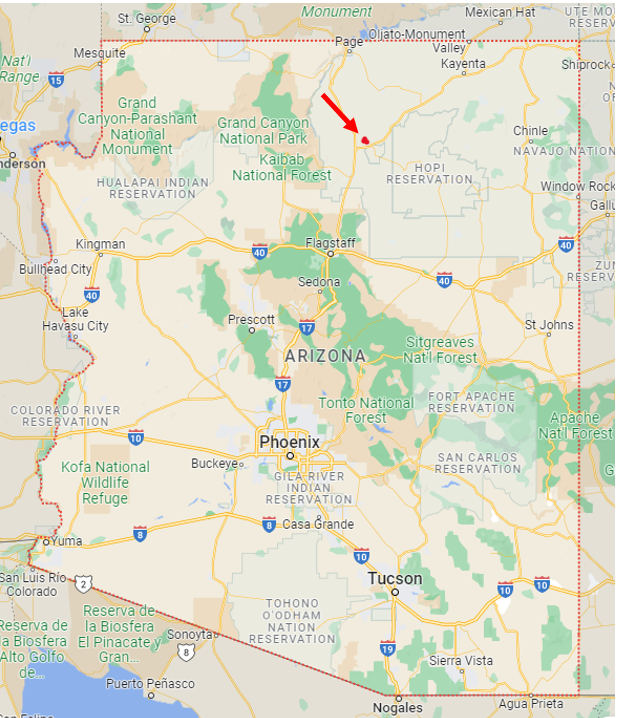 St. George
Monument
Mexican Hat
UTE MO
RESERV
Oljato-Monument
Valley
Page
Mesquite
Nat'l
Range
15
Kayenta
Shiprock
Grand
Canyon-Parashant
National
Monument
Grand Canyon
National Park
Chinle
egas
NAVAJO NATION
nderson
Kaibab
National Forest
HOPI
RESERVATION
HUALAPAI INDIAN
RESERVATION
Window Rock
Gallu
Kingman
40
Flagstaff
40
ZUN
RESERV
Bullhead City
Sedona
40
40
Lake
Havasu City
Prescott
17
St Johns
Sitgreaves
Nat'l Forest
ARIZONA
17
Tonto National
Forest
FORT APACHE
RESERVATION
COLORADO RIVER
RESERVATION
Apache
Nat'l Forest
10
Phoenix
Buckeye
SAN CARLOS
RESERVATION
G
Kofa National
Wildlife
Refuge
GILA RIVER
INDIAN
RESERVATION
8
8
Casa Grande
Yuma
10
San Luis Río
Colorado
2
Tucson
10
10
Reserva de
la Biosfera
El Pinacate y
Gran...
TOHONO
O'ODHAM
NATION
RESERVATION
Reserva de
la Biosfera
Alto Golfo
de...
Sonoyta
8
19
Sierra Vista
Puerto Peñasco
Nogales
Agua Prieta